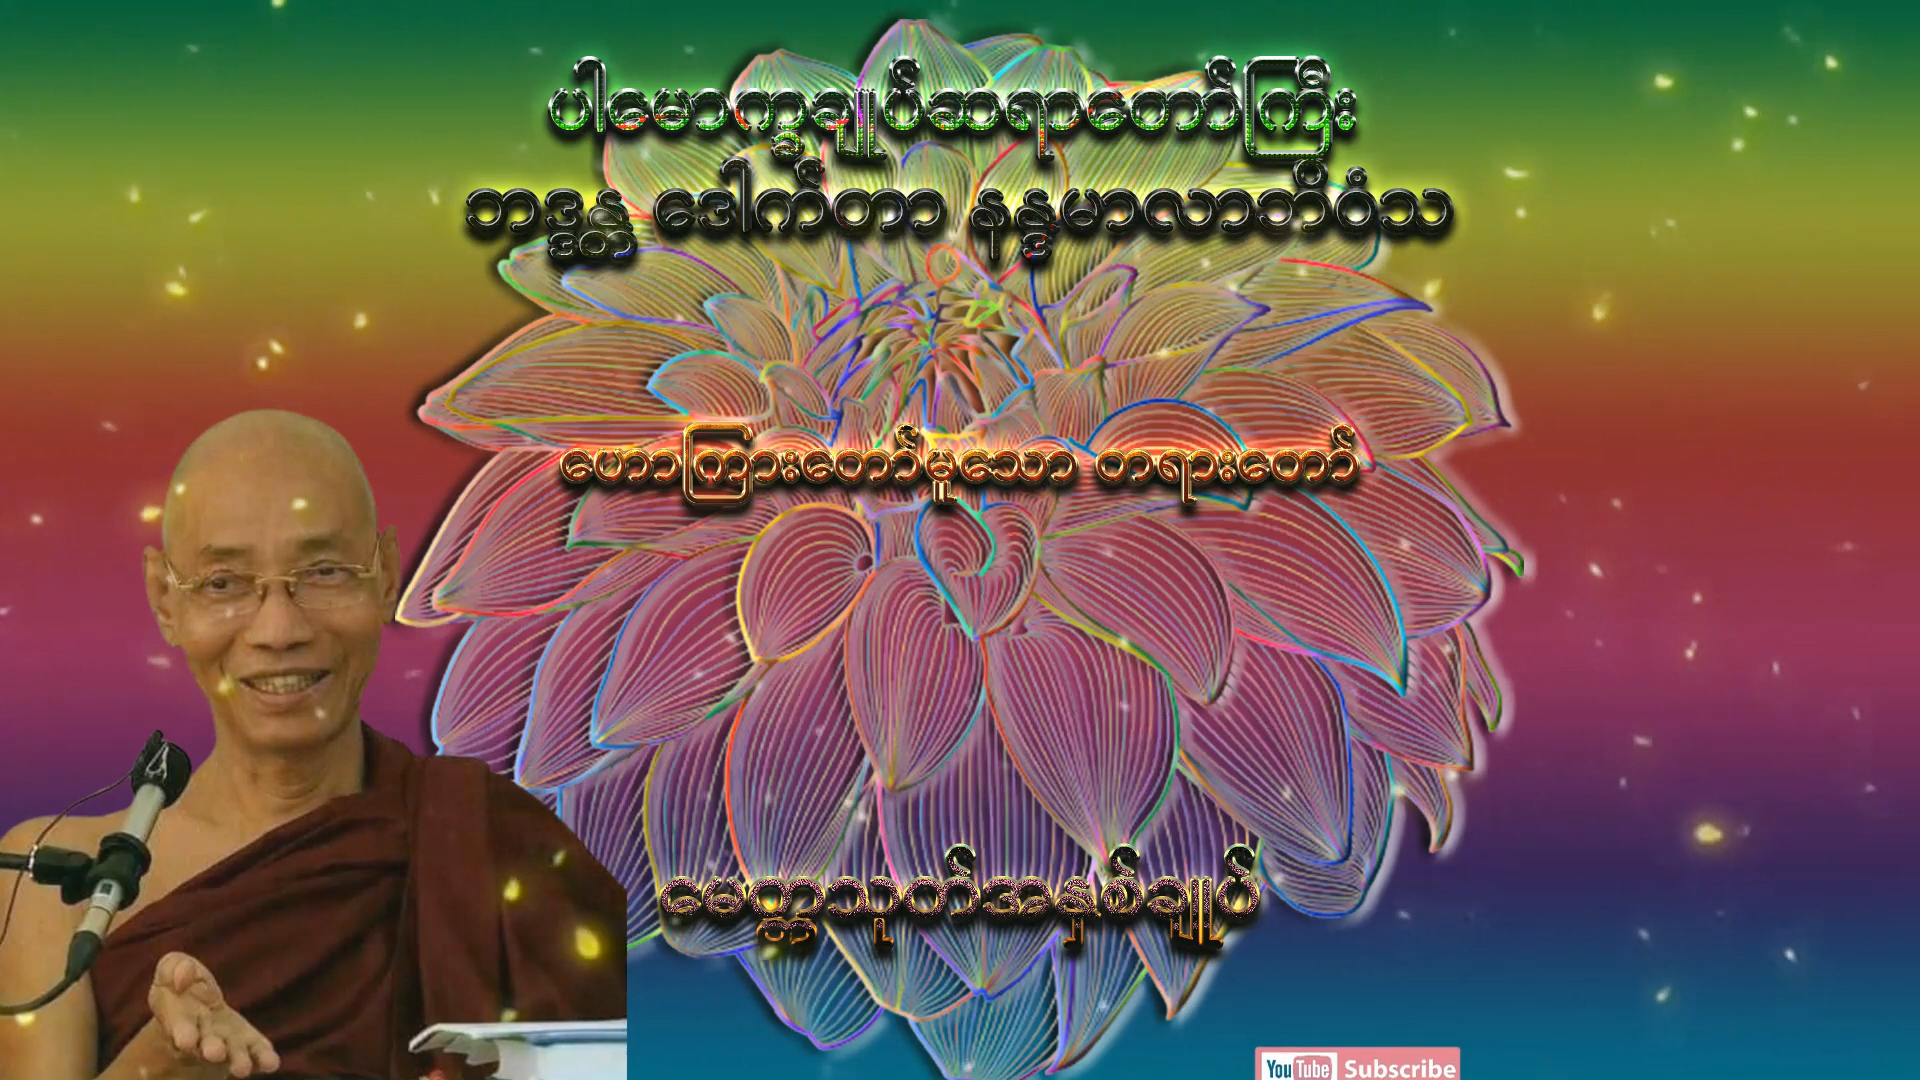 ပါမောက္ခချုပ်ဆရာတော်ကြီး
ဘဒ္ဒန္တ ဒေါက်တာ နန္ဒမာလာဘိဝံသ
ဟောကြားတော်မူသော တရားတော်
မေတ္တသုတ်အနှစ်ချုပ်
YouTube Subscribe